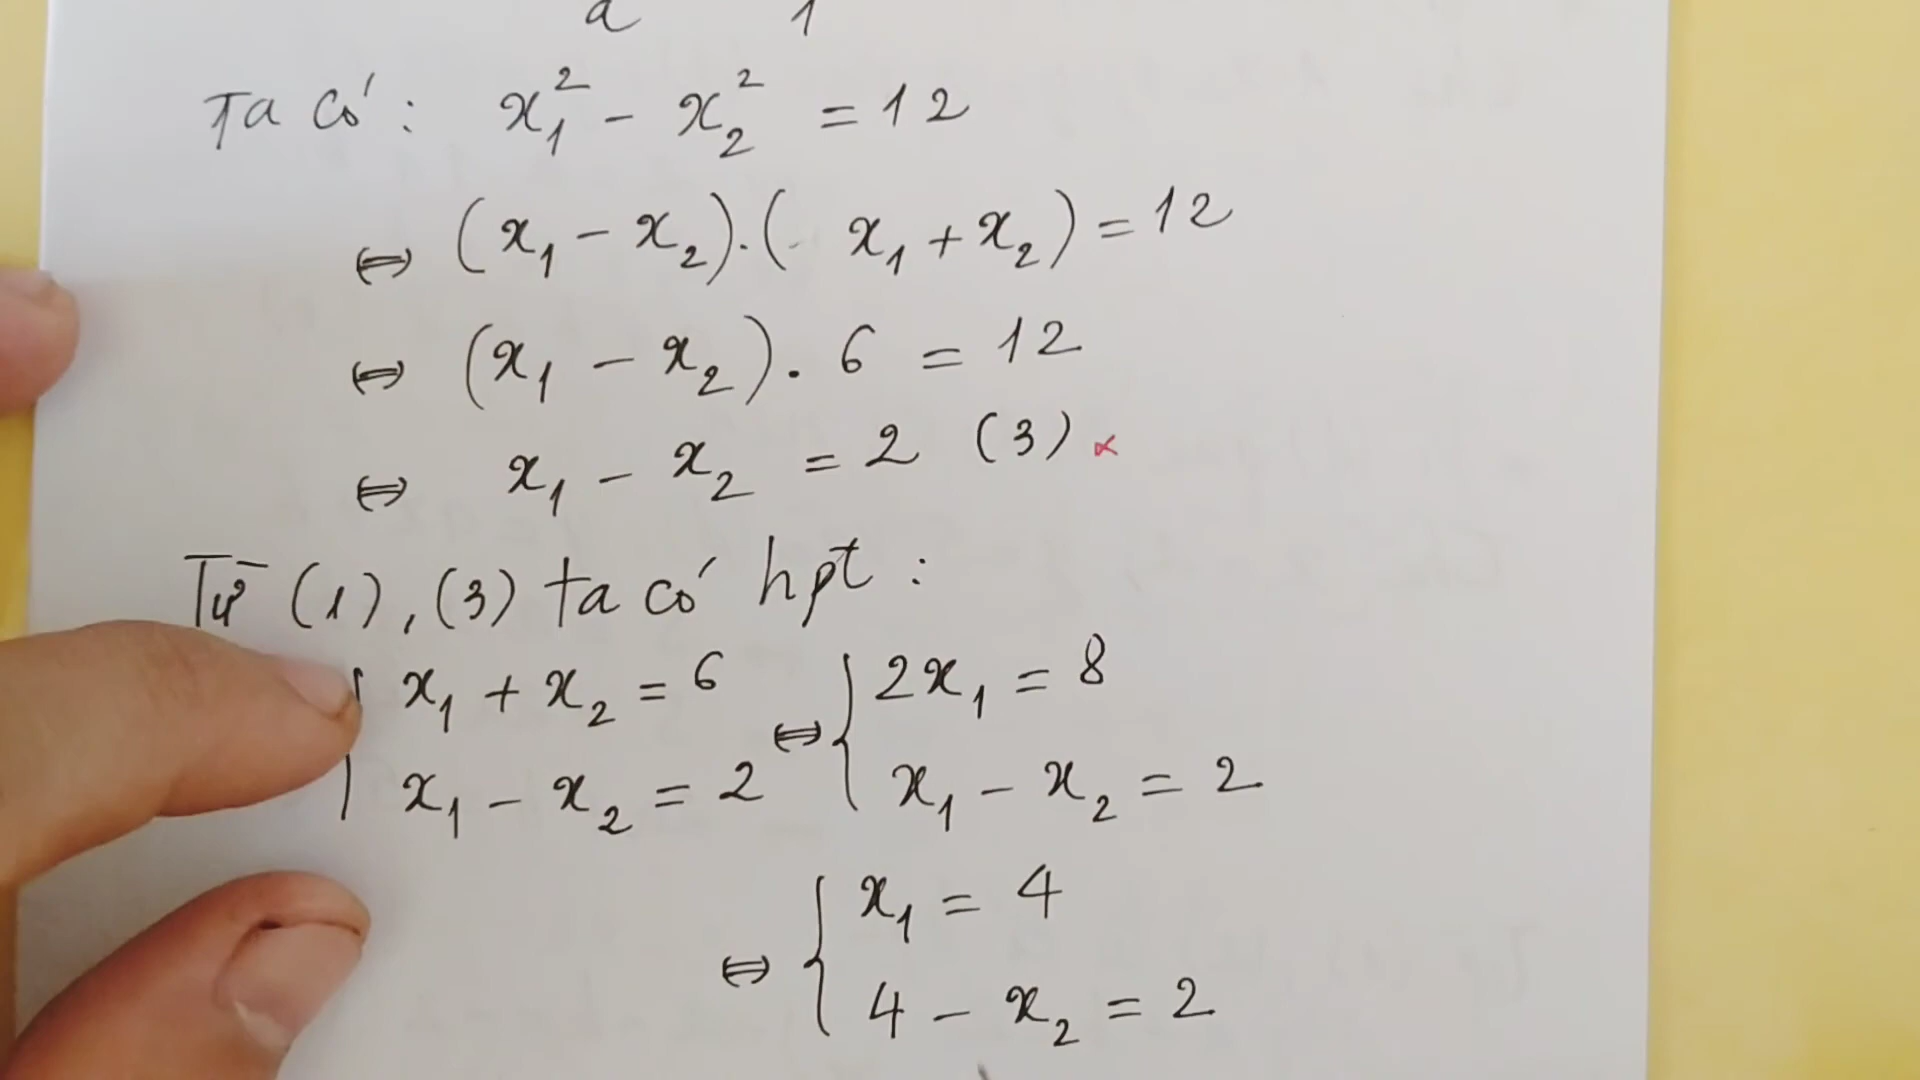 a 1
Ta có: x₁² - x₂² = 12
⇔ (x₁ - x₂).(x₁ + x₂) = 12
⇔ (x₁ - x₂). 6 = 12
⇔ x₁ - x₂ = 2 (3)
Từ (1), (3) ta có hpt:
{ x₁ + x₂ = 6 ⇔ { 2x₁ = 8
x₁ - x₂ = 2 x₁ - x₂ = 2
⇔ { x₁ = 4
4 - x₂ = 2